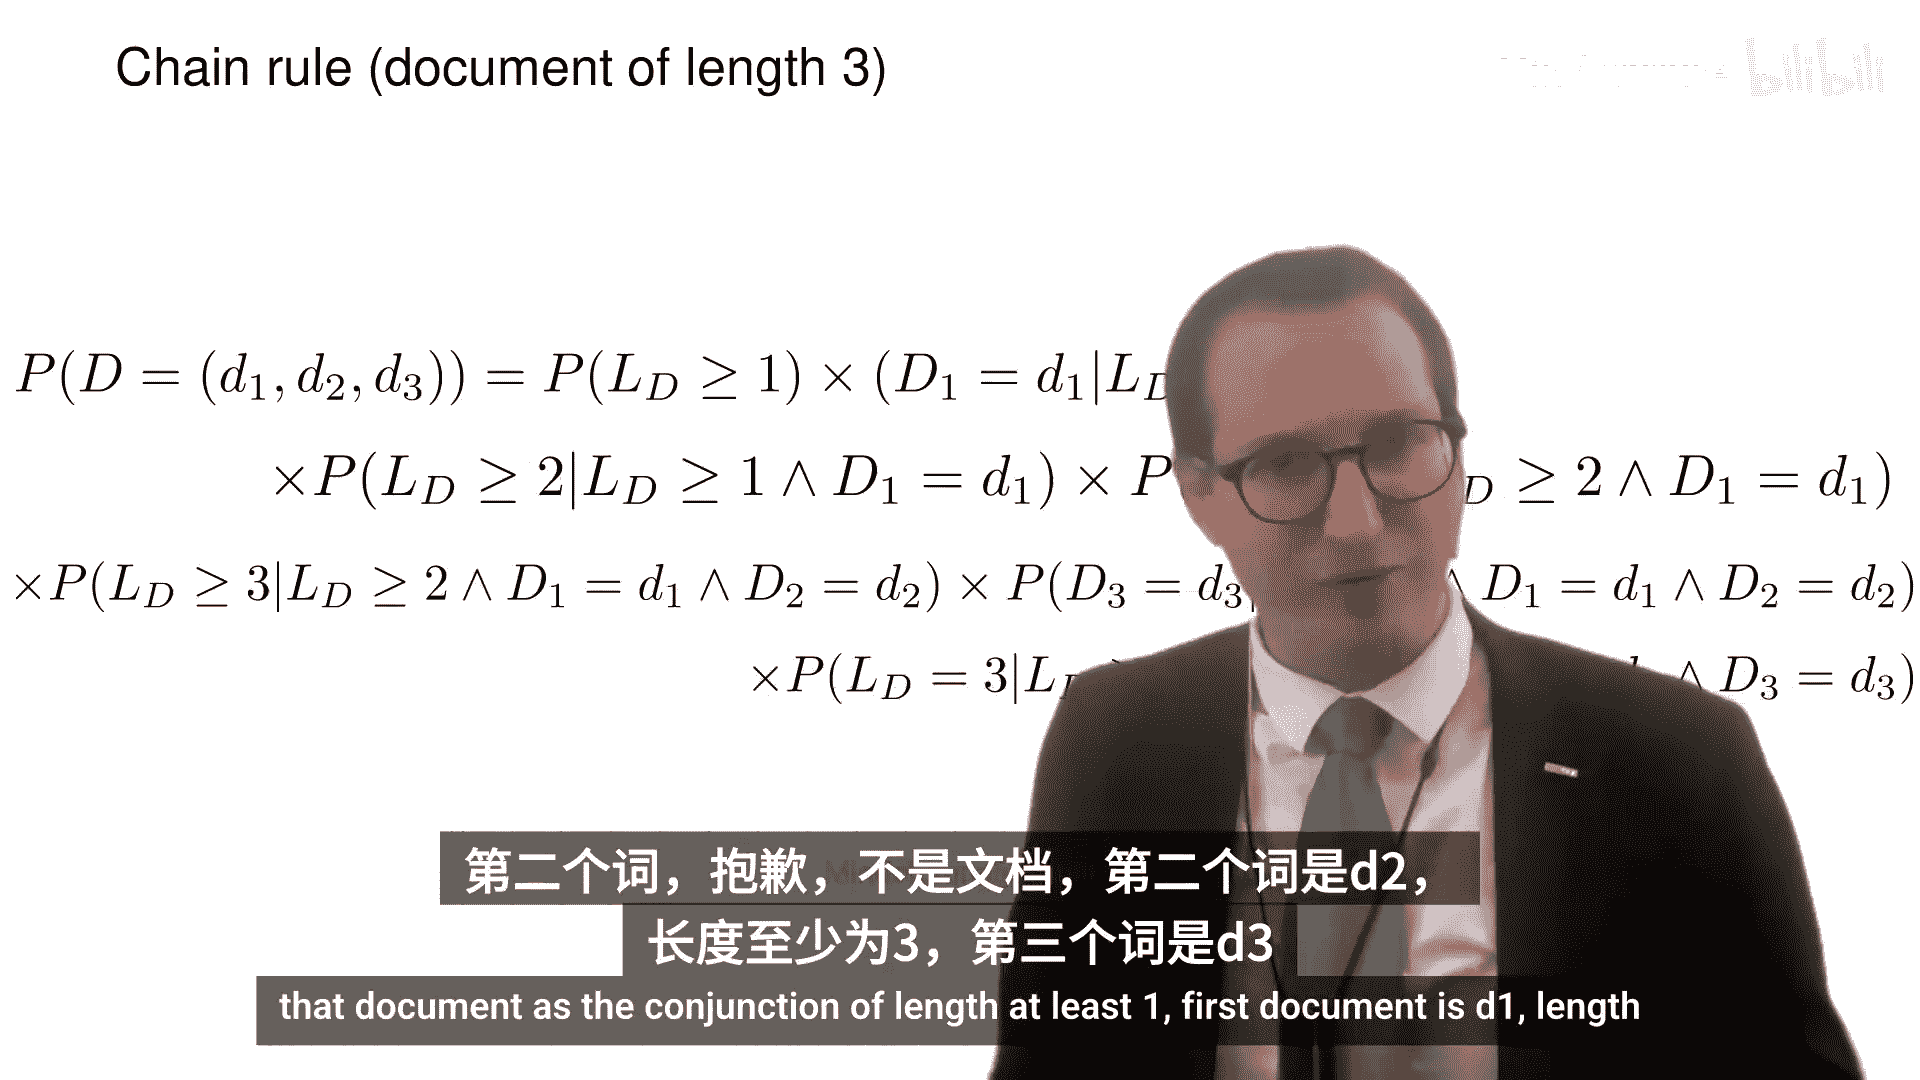 Chain rule (document of length 3)
bilibili
P(D = (d₁, d₂, d₃)) = P(L_D ≥ 1) × (D₁ = d₁|L_D
×P(L_D ≥ 2|L_D ≥ 1 ∧ D₁ = d₁) × P D ≥ 2 ∧ D₁ = d₁)
×P(L_D ≥ 3|L_D ≥ 2 ∧ D₁ = d₁ ∧ D₂ = d₂) × P(D₃ = d₃| ∧ D₁ = d₁ ∧ D₂ = d₂)
×P(L_D = 3|L_D ∧ D₃ = d₃)
第二个词，抱歉，不是文档，第二个词是d2，
长度至少为3，第三个词是d3
that document as the conjunction of length at least 1, first document is d1, length